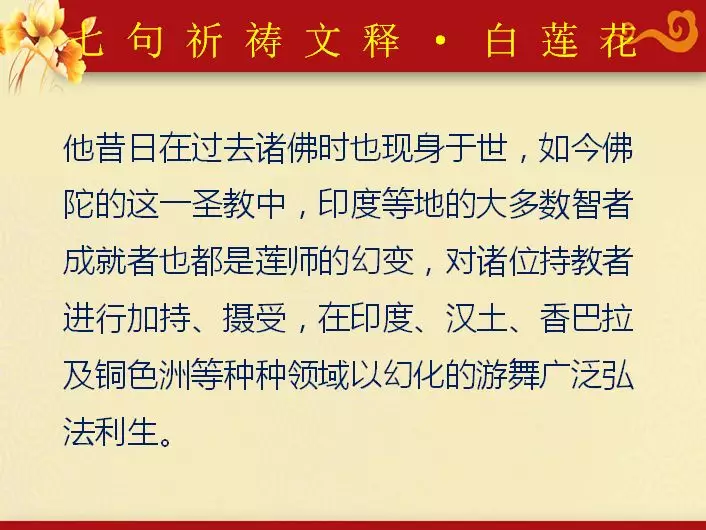 七句祈祷文释·白莲花
他昔日在过去诸佛时也现身于世，如今佛
陀的这一圣教中，印度等地的大多数智者
成就者也都是莲师的幻变，对诸位持教者
进行加持、摄受，在印度、汉土、香巴拉
及铜色洲等种种领域以幻化的游舞广泛弘
法利生。